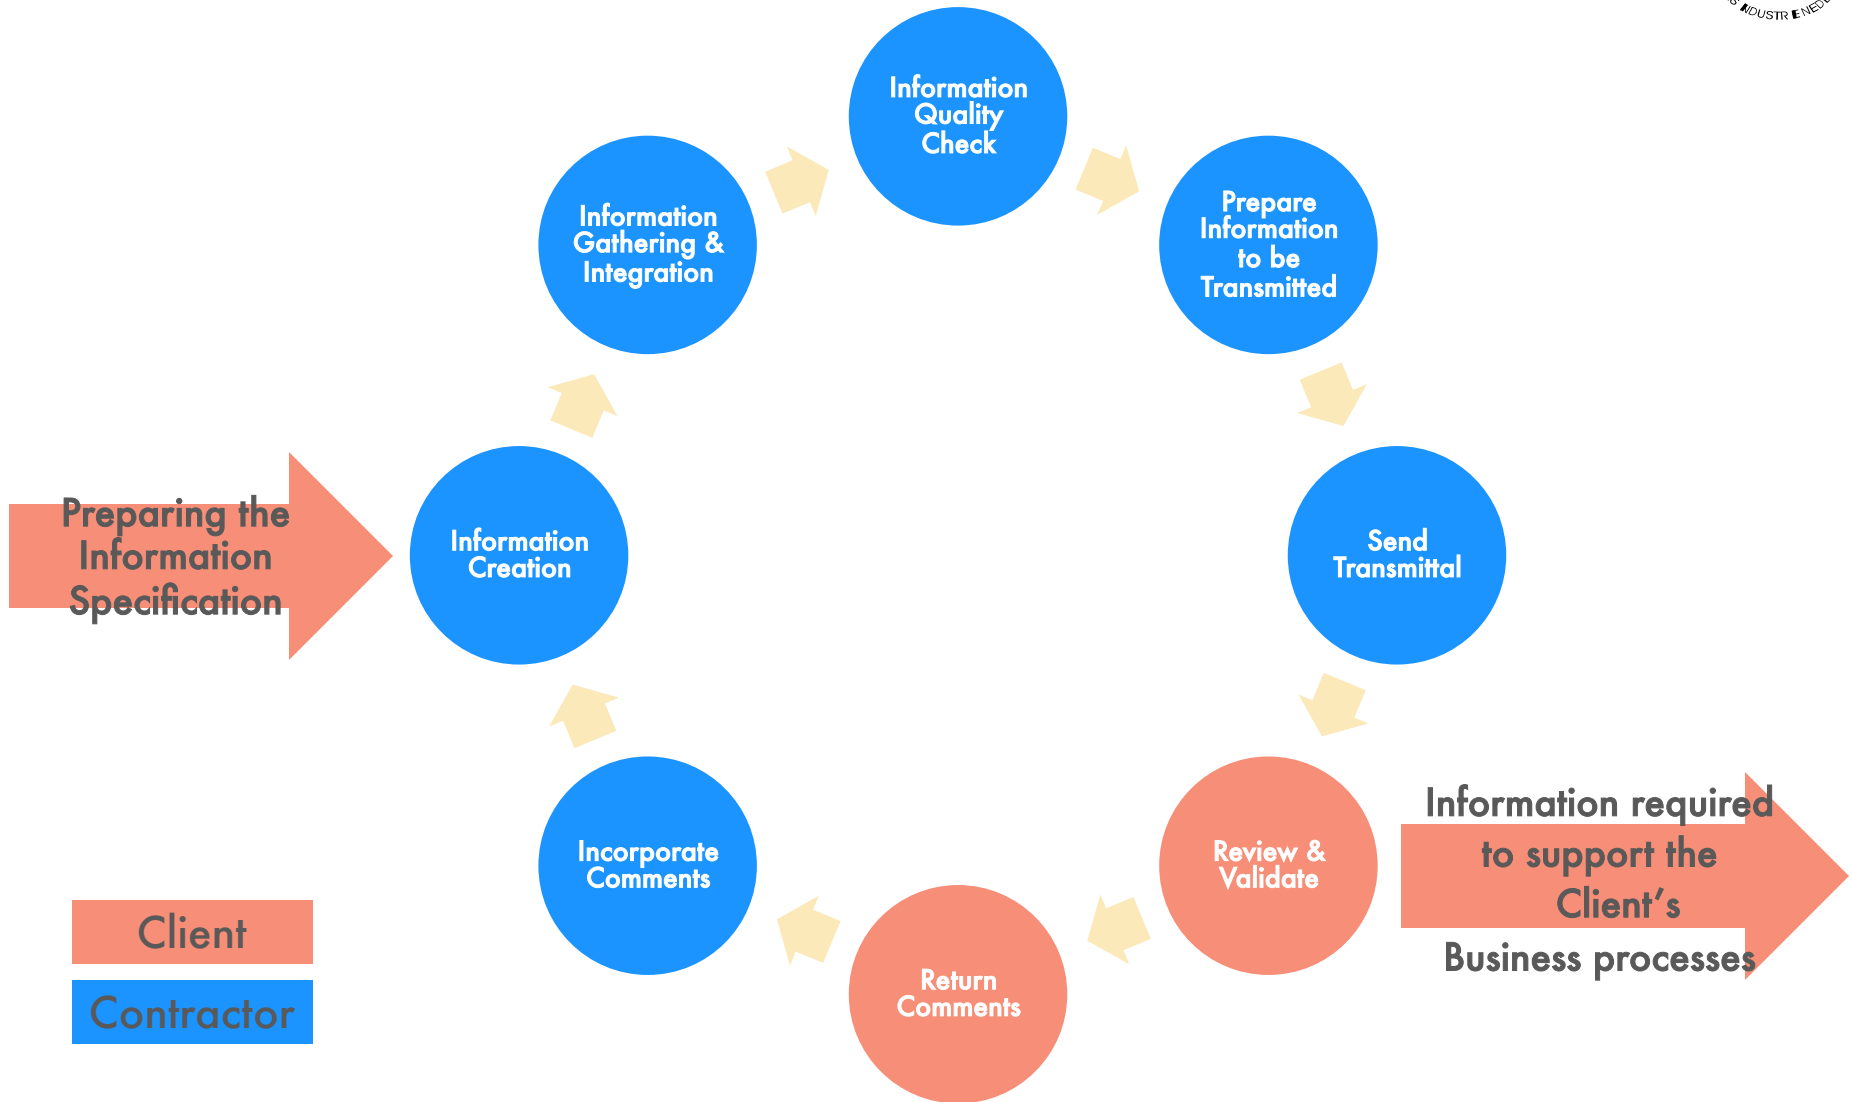 Information
Quality
Check
Information
Gathering &
Integration
Prepare
Information
to be
Transmitted
Preparing the
Information
Specification
Information
Creation
Send
Transmittal
Incorporate
Comments
Review &
Validate
Information required
to support the
Client’s
Business processes
Return
Comments
Client
Contractor